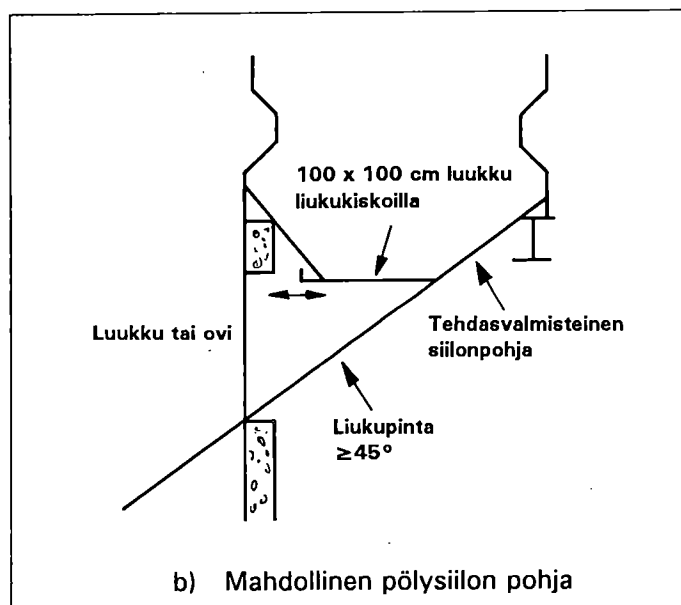 100 x 100 cm luukku
liukukiskoilla
Luukku tai ovi
Tehdasvalmisteinen
siilonpohja
Liukupinta
≥45°
b) Mahdollinen pölysiilon pohja